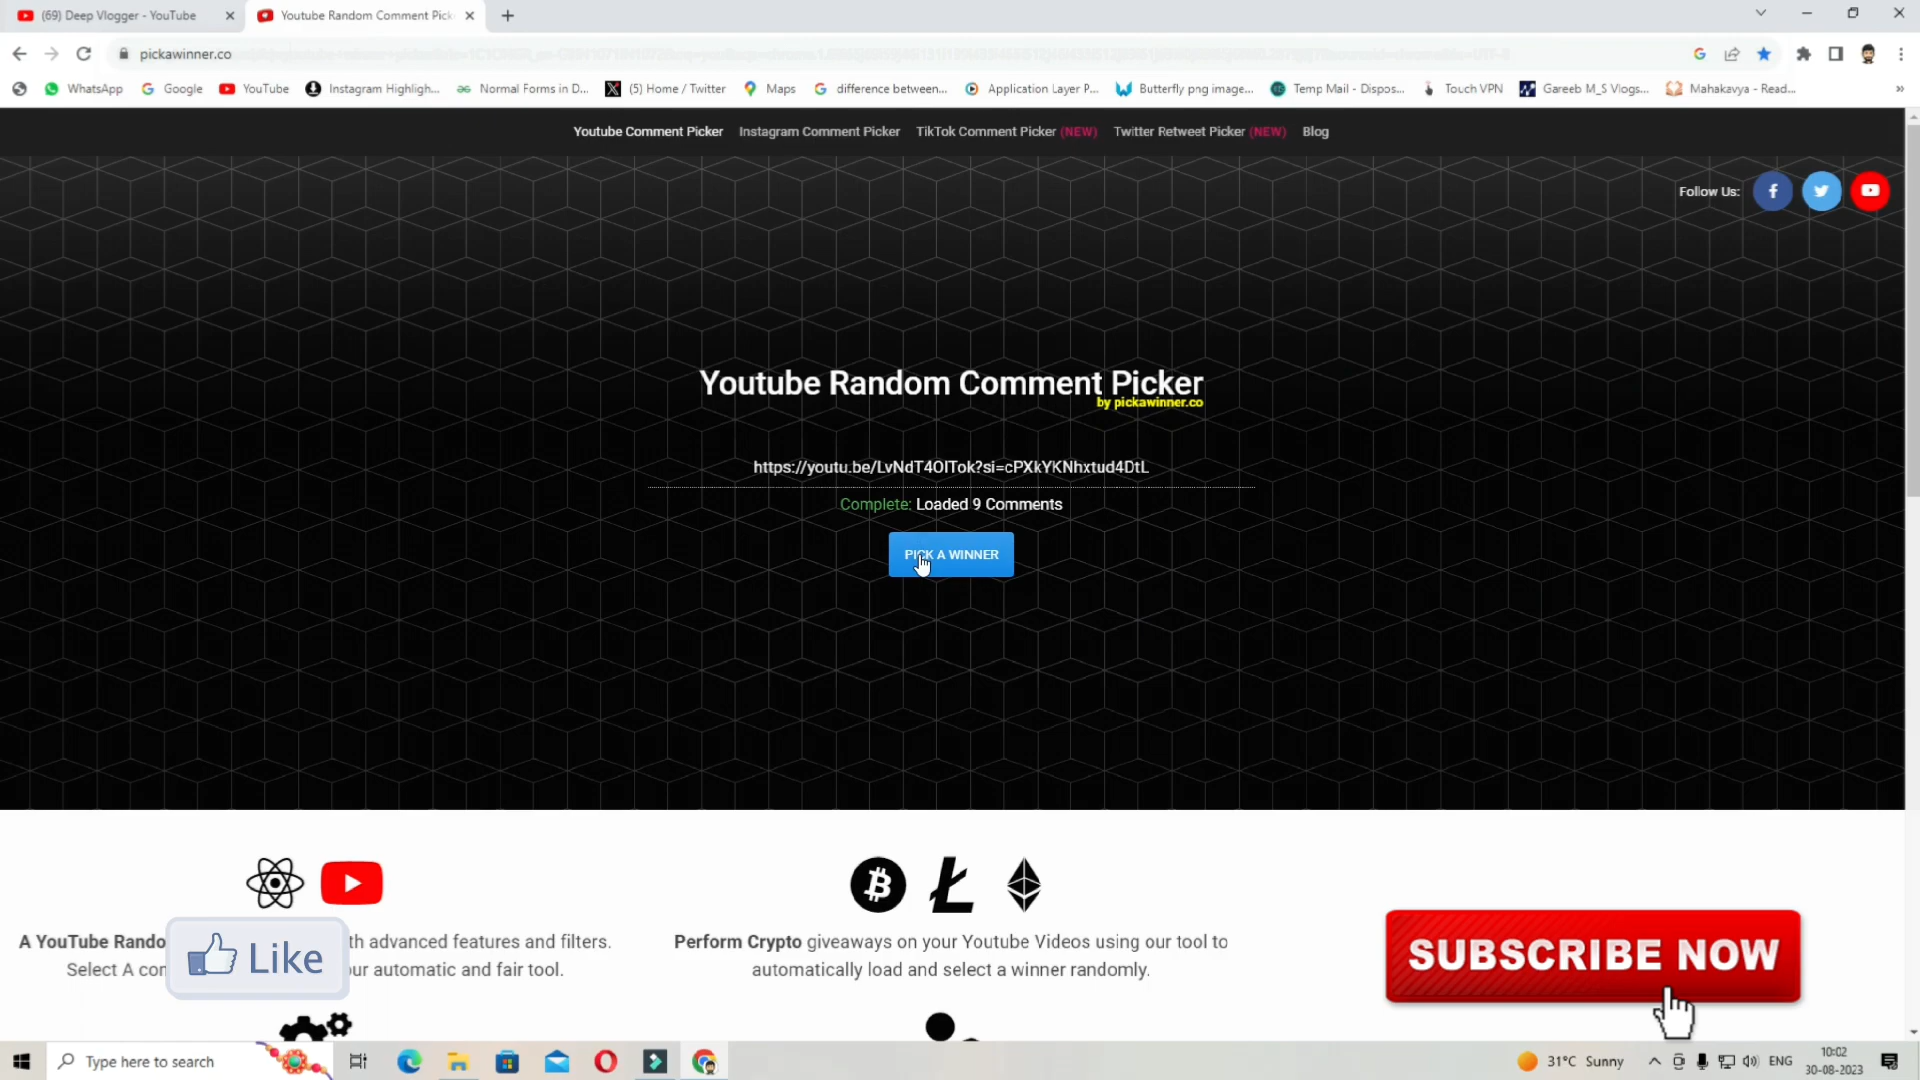 (69) Deep Vlogger - YouTube
Youtube Random Comment Pick
pickawinner.co
WhatsApp
Google
YouTube
Instagram Highligh...
Normal Forms in D...
(5) Home / Twitter
Maps
difference between...
Application Layer P...
Butterfly png image...
Temp Mail - Dispos...
Touch VPN
Gareeb M_S Vlogs...
Mahakavya - Read...
»
Youtube Comment Picker
Instagram Comment Picker
TikTok Comment Picker (NEW)
Twitter Retweet Picker (NEW)
Blog
Follow Us:
Youtube Random Comment Picker
by pickawinner.co
https://youtu.be/LvNdT4OITok?si=cPXkYKNhxtud4DtL
Complete: Loaded 9 Comments
PICK A WINNER
A YouTube Rando th advanced features and filters.
Select A con our automatic and fair tool.
Like
Perform Crypto giveaways on your Youtube Videos using our tool to
automatically load and select a winner randomly.
SUBSCRIBE NOW
Type here to search
31°C Sunny
ENG
10:02
30-08-2023